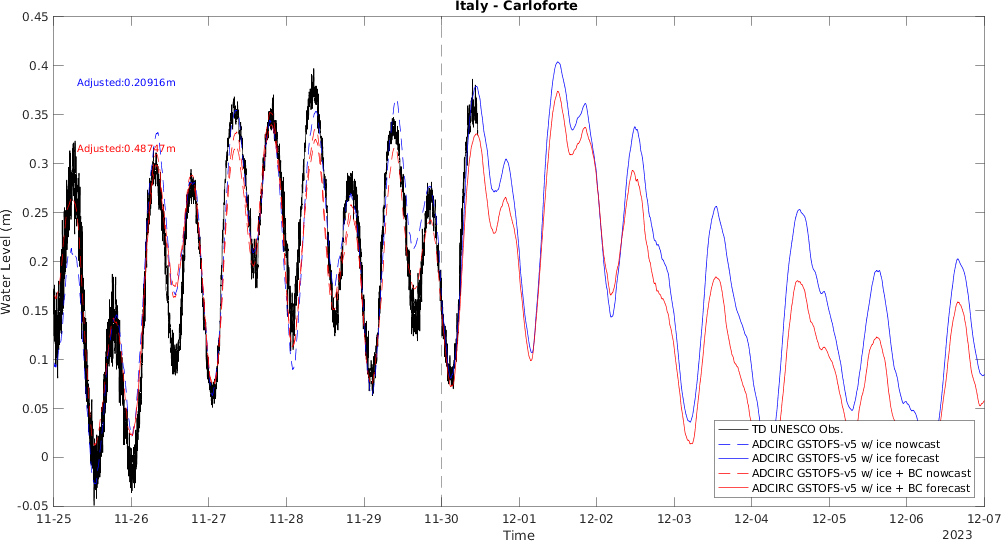 Italy - Carloforte
0.45
0.4
0.35
0.3
0.25
0.2
0.15
0.1
0.05
0
-0.05
Water Level (m)
Adjusted:0.20916m
Adjusted:0.48747m
TD UNESCO Obs.
ADCIRC GSTOFS-v5 w/ ice nowcast
ADCIRC GSTOFS-v5 w/ ice forecast
ADCIRC GSTOFS-v5 w/ ice + BC nowcast
ADCIRC GSTOFS-v5 w/ ice + BC forecast
11-25 11-26 11-27 11-28 11-29 11-30 12-01 12-02 12-03 12-04 12-05 12-06 12-07
Time
2023